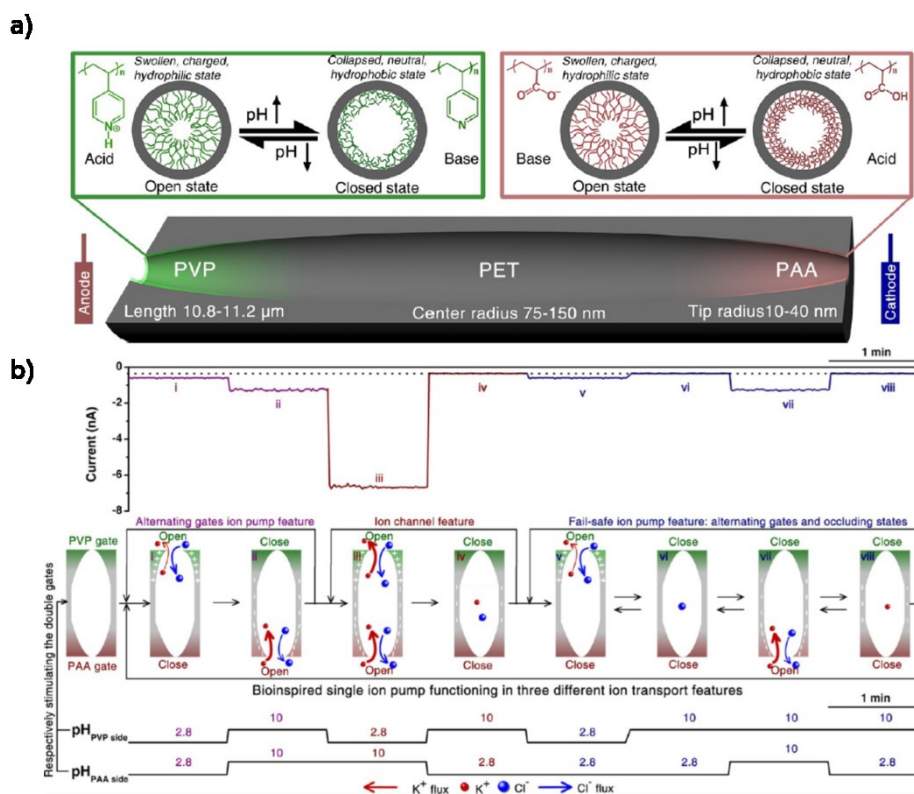 a)
Swollen, charged,
hydrophilic state
Collapsed, neutral,
hydrophobic state
n
pH
pH
N
H
Acid
N
Base
Open state
Closed state
Swollen, charged,
hydrophilic state
Collapsed, neutral,
hydrophobic state
n
O
O⁻
pH
pH
n
O
OH
Base
Acid
Open state
Closed state
Anode
PVP
PET
PAA
Cathode
Length 10.8-11.2 µm
Center radius 75-150 nm
Tip radius10-40 nm
b)
1 min
Current (nA)
0
-2
-4
-6
-8
i
ii
iii
iv
v
vi
vii
viii
Alternating gates ion pump feature
Ion channel feature
Fail-safe ion pump feature: alternating gates and occluding states
PVP gate
Open
Close
Open
Close
Open
Close
Close
Close
i
ii
iii
iv
v
vi
vii
viii
PAA gate
Close
Open
Open
Close
Close
Close
Open
Close
Respectively stimulating the double gates
Bioinspired single ion pump functioning in three different ion transport features
1 min
pH PVP side
2.8
10
2.8
10
2.8
10
10
10
pH PAA side
2.8
10
10
2.8
2.8
2.8
10
2.8
K⁺ flux
K⁺
Cl⁻
Cl⁻ flux